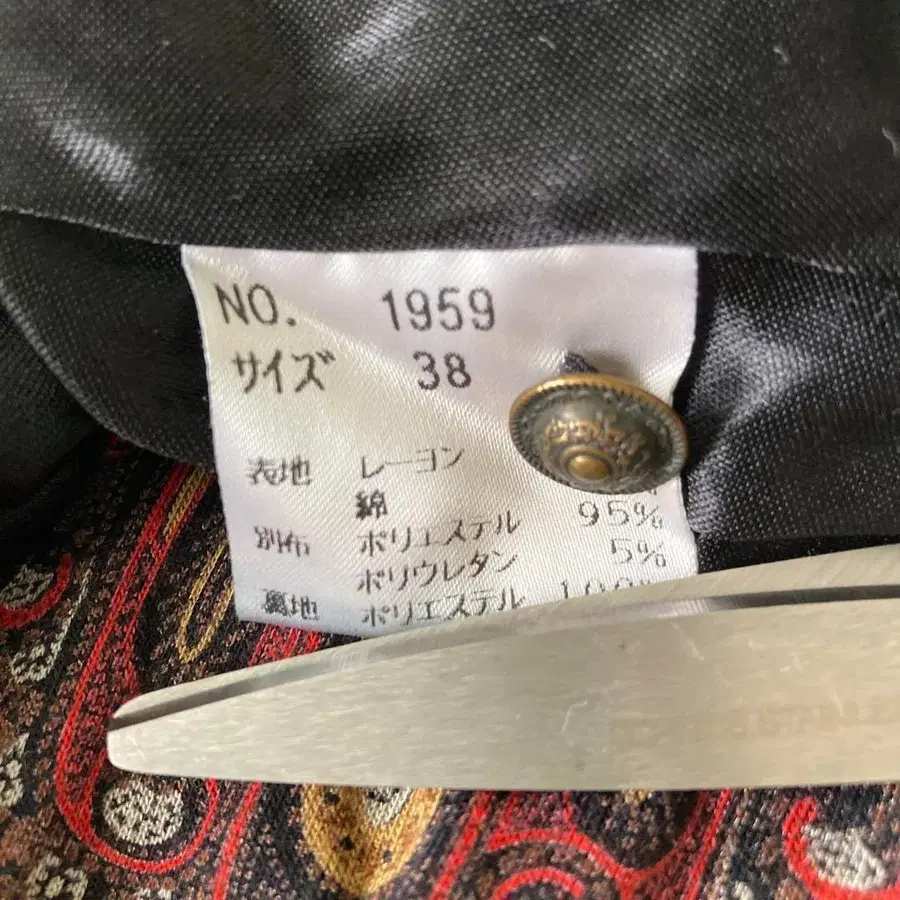 NO. 1959
サイズ 38
表地 レーヨン
綿
別布 ポリエステル 95%
ポリウレタン 5%
裏地 ポリエステル 100%